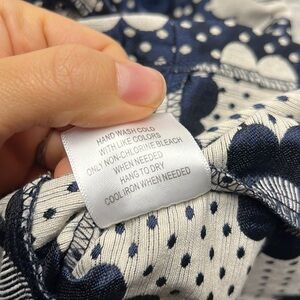 HAND WASH COLD
WITH LIKE COLORS
ONLY NON-CHLORINE BLEACH
WHEN NEEDED
HANG TO DRY
COOL IRON WHEN NEEDED